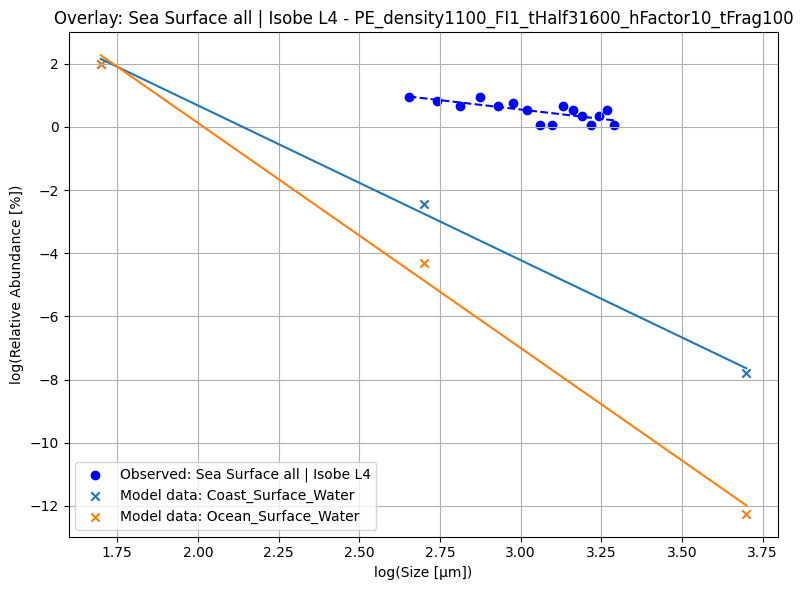 Overlay: Sea Surface all | Isobe L4 - PE_density1100_FI1_tHalf31600_hFactor10_tFrag100
log(Relative Abundance [%])
2
0
−2
−4
−6
−8
−10
−12
Observed: Sea Surface all | Isobe L4
Model data: Coast_Surface_Water
Model data: Ocean_Surface_Water
1.75 2.00 2.25 2.50 2.75 3.00 3.25 3.50 3.75
log(Size [µm])